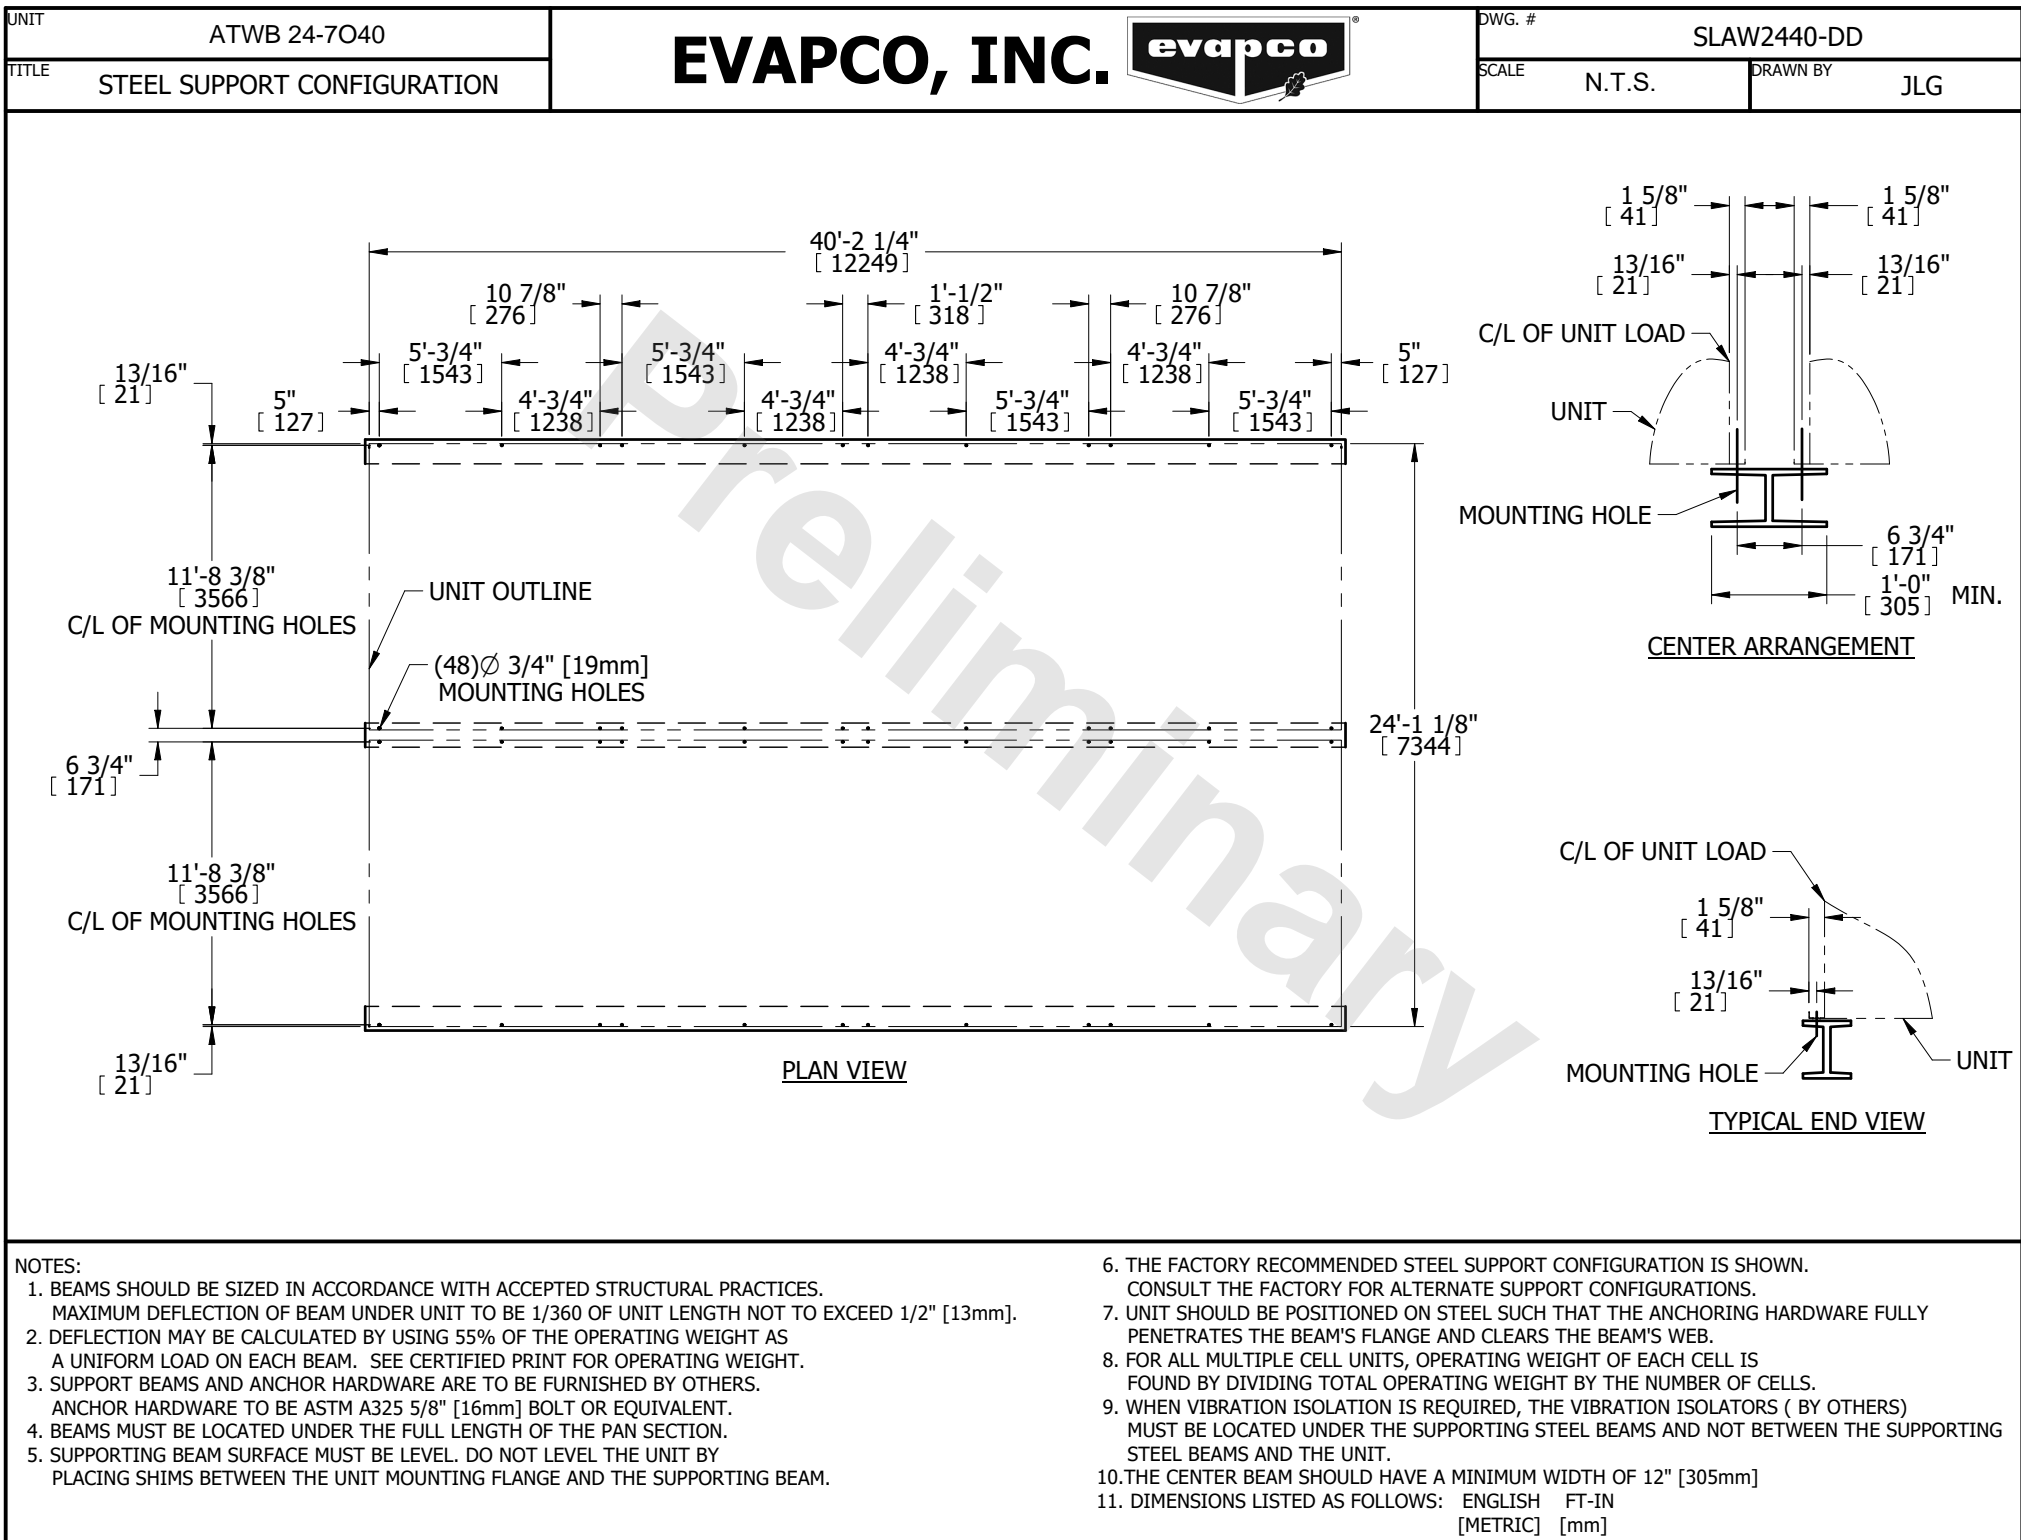 UNIT
ATWB 24-7O40
TITLE
STEEL SUPPORT CONFIGURATION
EVAPCO, INC.
evapco
®
DWG. #
SLAW2440-DD
SCALE
N.T.S.
DRAWN BY
JLG
40'-2 1/4"
[ 12249]
10 7/8"
[ 276]
1'-1/2"
[ 318 ]
10 7/8"
[ 276]
5'-3/4"
[ 1543]
5'-3/4"
[ 1543]
4'-3/4"
[ 1238]
4'-3/4"
[ 1238]
5"
[ 127]
13/16"
[ 21]
5"
[ 127]
4'-3/4"
[ 1238]
4'-3/4"
[ 1238]
5'-3/4"
[ 1543]
5'-3/4"
[ 1543]
11'-8 3/8"
[ 3566]
C/L OF MOUNTING HOLES
UNIT OUTLINE
(48)∅ 3/4" [19mm]
MOUNTING HOLES
6 3/4"
[ 171]
24'-1 1/8"
[ 7344]
11'-8 3/8"
[ 3566]
C/L OF MOUNTING HOLES
13/16"
[ 21]
PLAN VIEW
Preliminary
1 5/8"
[ 41]
1 5/8"
[ 41]
13/16"
[ 21]
13/16"
[ 21]
C/L OF UNIT LOAD
UNIT
MOUNTING HOLE
6 3/4"
[ 171]
1'-0"
[ 305] MIN.
CENTER ARRANGEMENT
C/L OF UNIT LOAD
1 5/8"
[ 41]
13/16"
[ 21]
MOUNTING HOLE
UNIT
TYPICAL END VIEW
NOTES:
1. BEAMS SHOULD BE SIZED IN ACCORDANCE WITH ACCEPTED STRUCTURAL PRACTICES.
MAXIMUM DEFLECTION OF BEAM UNDER UNIT TO BE 1/360 OF UNIT LENGTH NOT TO EXCEED 1/2" [13mm].
2. DEFLECTION MAY BE CALCULATED BY USING 55% OF THE OPERATING WEIGHT AS
A UNIFORM LOAD ON EACH BEAM. SEE CERTIFIED PRINT FOR OPERATING WEIGHT.
3. SUPPORT BEAMS AND ANCHOR HARDWARE ARE TO BE FURNISHED BY OTHERS.
ANCHOR HARDWARE TO BE ASTM A325 5/8" [16mm] BOLT OR EQUIVALENT.
4. BEAMS MUST BE LOCATED UNDER THE FULL LENGTH OF THE PAN SECTION.
5. SUPPORTING BEAM SURFACE MUST BE LEVEL. DO NOT LEVEL THE UNIT BY
PLACING SHIMS BETWEEN THE UNIT MOUNTING FLANGE AND THE SUPPORTING BEAM.
6. THE FACTORY RECOMMENDED STEEL SUPPORT CONFIGURATION IS SHOWN.
CONSULT THE FACTORY FOR ALTERNATE SUPPORT CONFIGURATIONS.
7. UNIT SHOULD BE POSITIONED ON STEEL SUCH THAT THE ANCHORING HARDWARE FULLY
PENETRATES THE BEAM'S FLANGE AND CLEARS THE BEAM'S WEB.
8. FOR ALL MULTIPLE CELL UNITS, OPERATING WEIGHT OF EACH CELL IS
FOUND BY DIVIDING TOTAL OPERATING WEIGHT BY THE NUMBER OF CELLS.
9. WHEN VIBRATION ISOLATION IS REQUIRED, THE VIBRATION ISOLATORS ( BY OTHERS)
MUST BE LOCATED UNDER THE SUPPORTING STEEL BEAMS AND NOT BETWEEN THE SUPPORTING
STEEL BEAMS AND THE UNIT.
10.THE CENTER BEAM SHOULD HAVE A MINIMUM WIDTH OF 12" [305mm]
11. DIMENSIONS LISTED AS FOLLOWS: ENGLISH FT-IN
[METRIC] [mm]